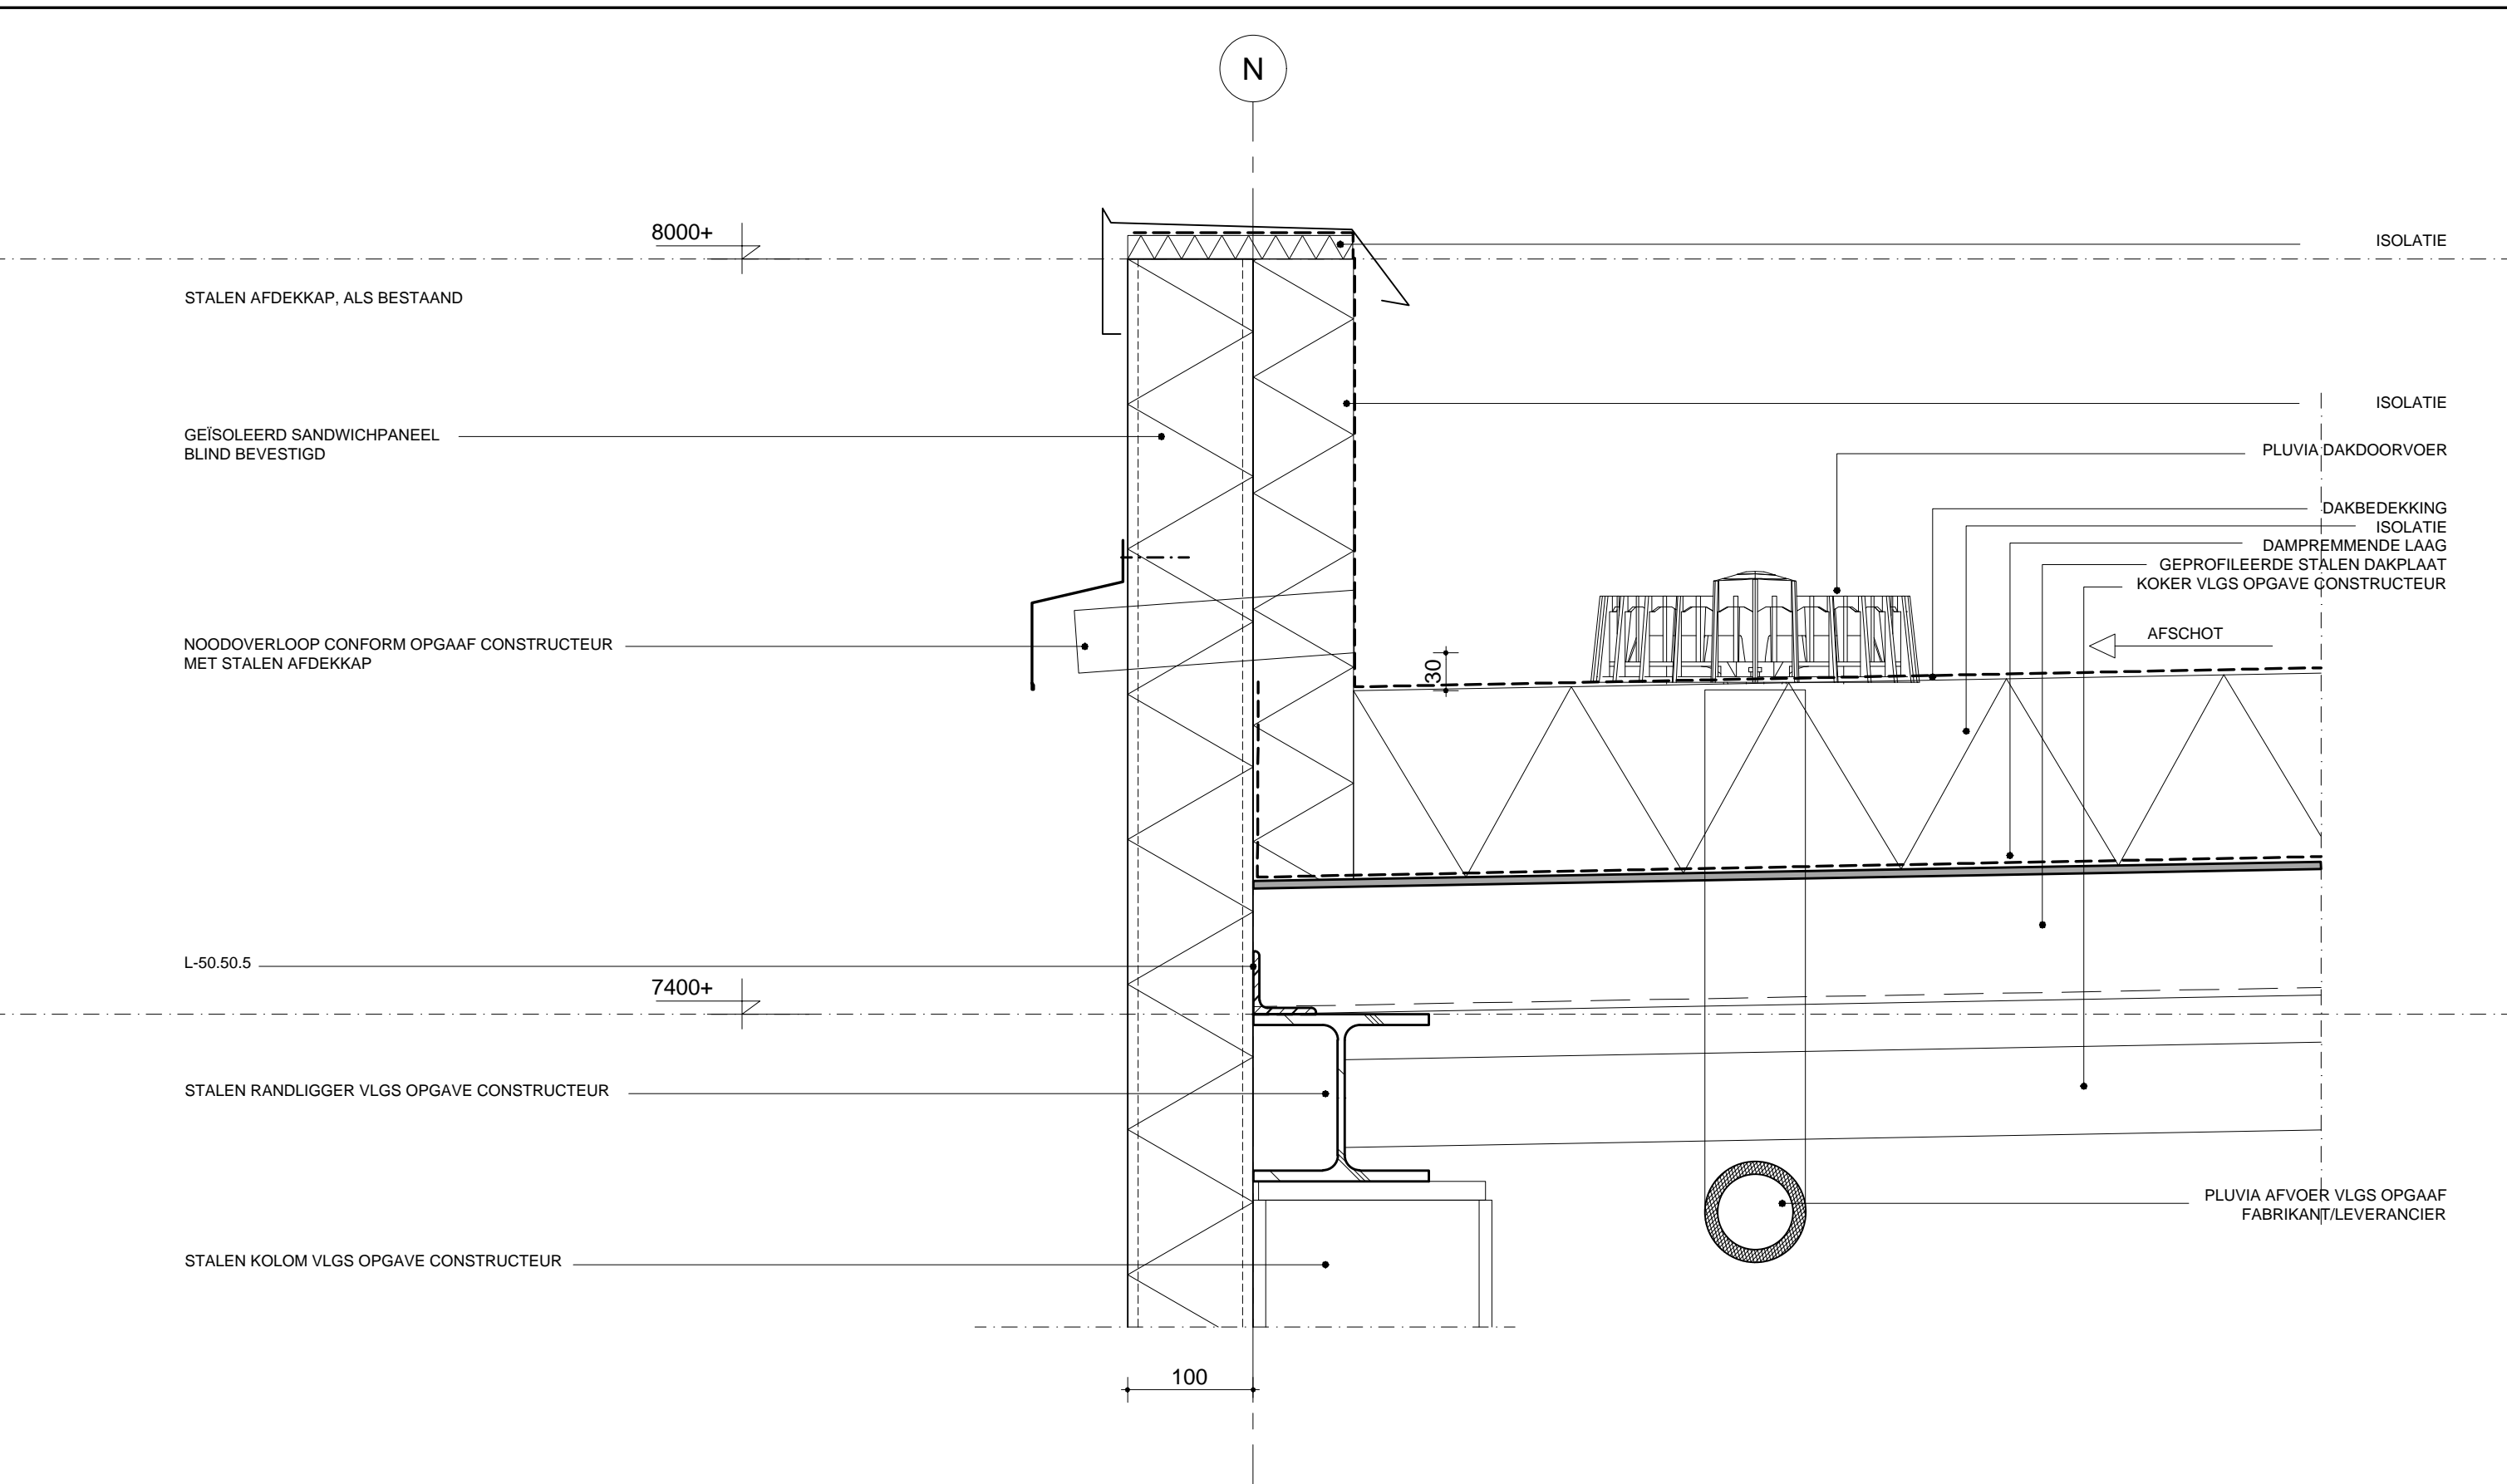 N
8000+
ISOLATIE
STALEN AFDEKKAP, ALS BESTAAND
ISOLATIE
GEÏSOLEERD SANDWICHPANEEL
BLIND BEVESTIGD
PLUVIA DAKDOORVOER
DAKBEDEKKING
ISOLATIE
DAMPREMMENDE LAAG
GEPROFILEERDE STALEN DAKPLAAT
KOKER VLGS OPGAVE CONSTRUCTEUR
AFSCHOT
NOODOVERLOOP CONFORM OPGAAF CONSTRUCTEUR
MET STALEN AFDEKKAP
30
L-50.50.5
7400+
STALEN RANDLIGGER VLGS OPGAVE CONSTRUCTEUR
PLUVIA AFVOER VLGS OPGAAF
FABRIKANT/LEVERANCIER
STALEN KOLOM VLGS OPGAVE CONSTRUCTEUR
100